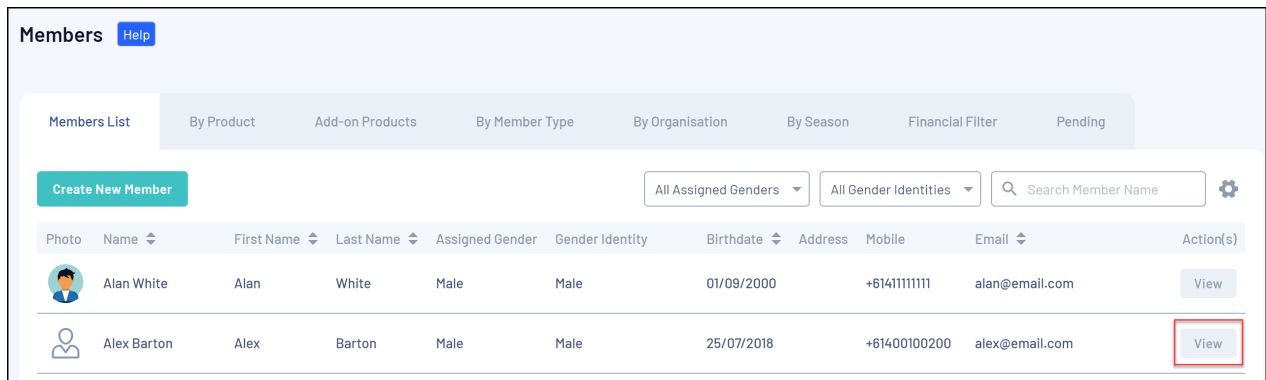 Members Help
Members List By Product Add-on Products By Member Type By Organisation By Season Financial Filter Pending
Create New Member All Assigned Genders All Gender Identities Search Member Name
Photo Name First Name Last Name Assigned Gender Gender Identity Birthdate Address Mobile Email Action(s)
Alan White Alan White Male Male 01/09/2000 +61411111111 alan@email.com View
Alex Barton Alex Barton Male Male 25/07/2018 +61400100200 alex@email.com View